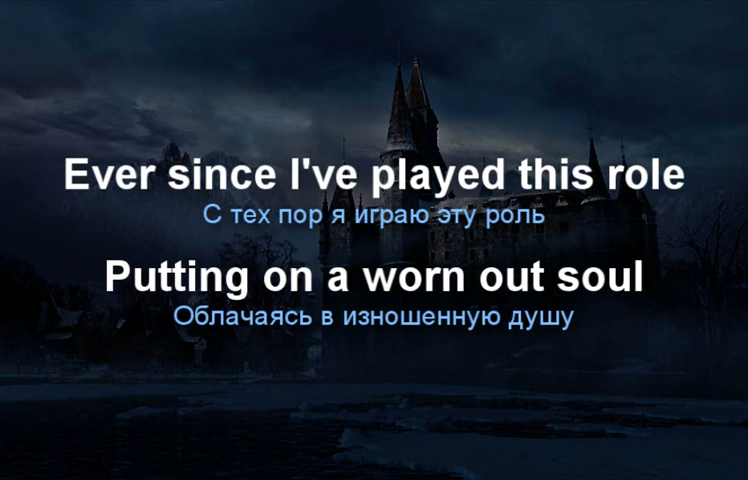 Ever since I've played this role
С тех пор я играю эту роль
Putting on a worn out soul
Облачаясь в изношенную душу